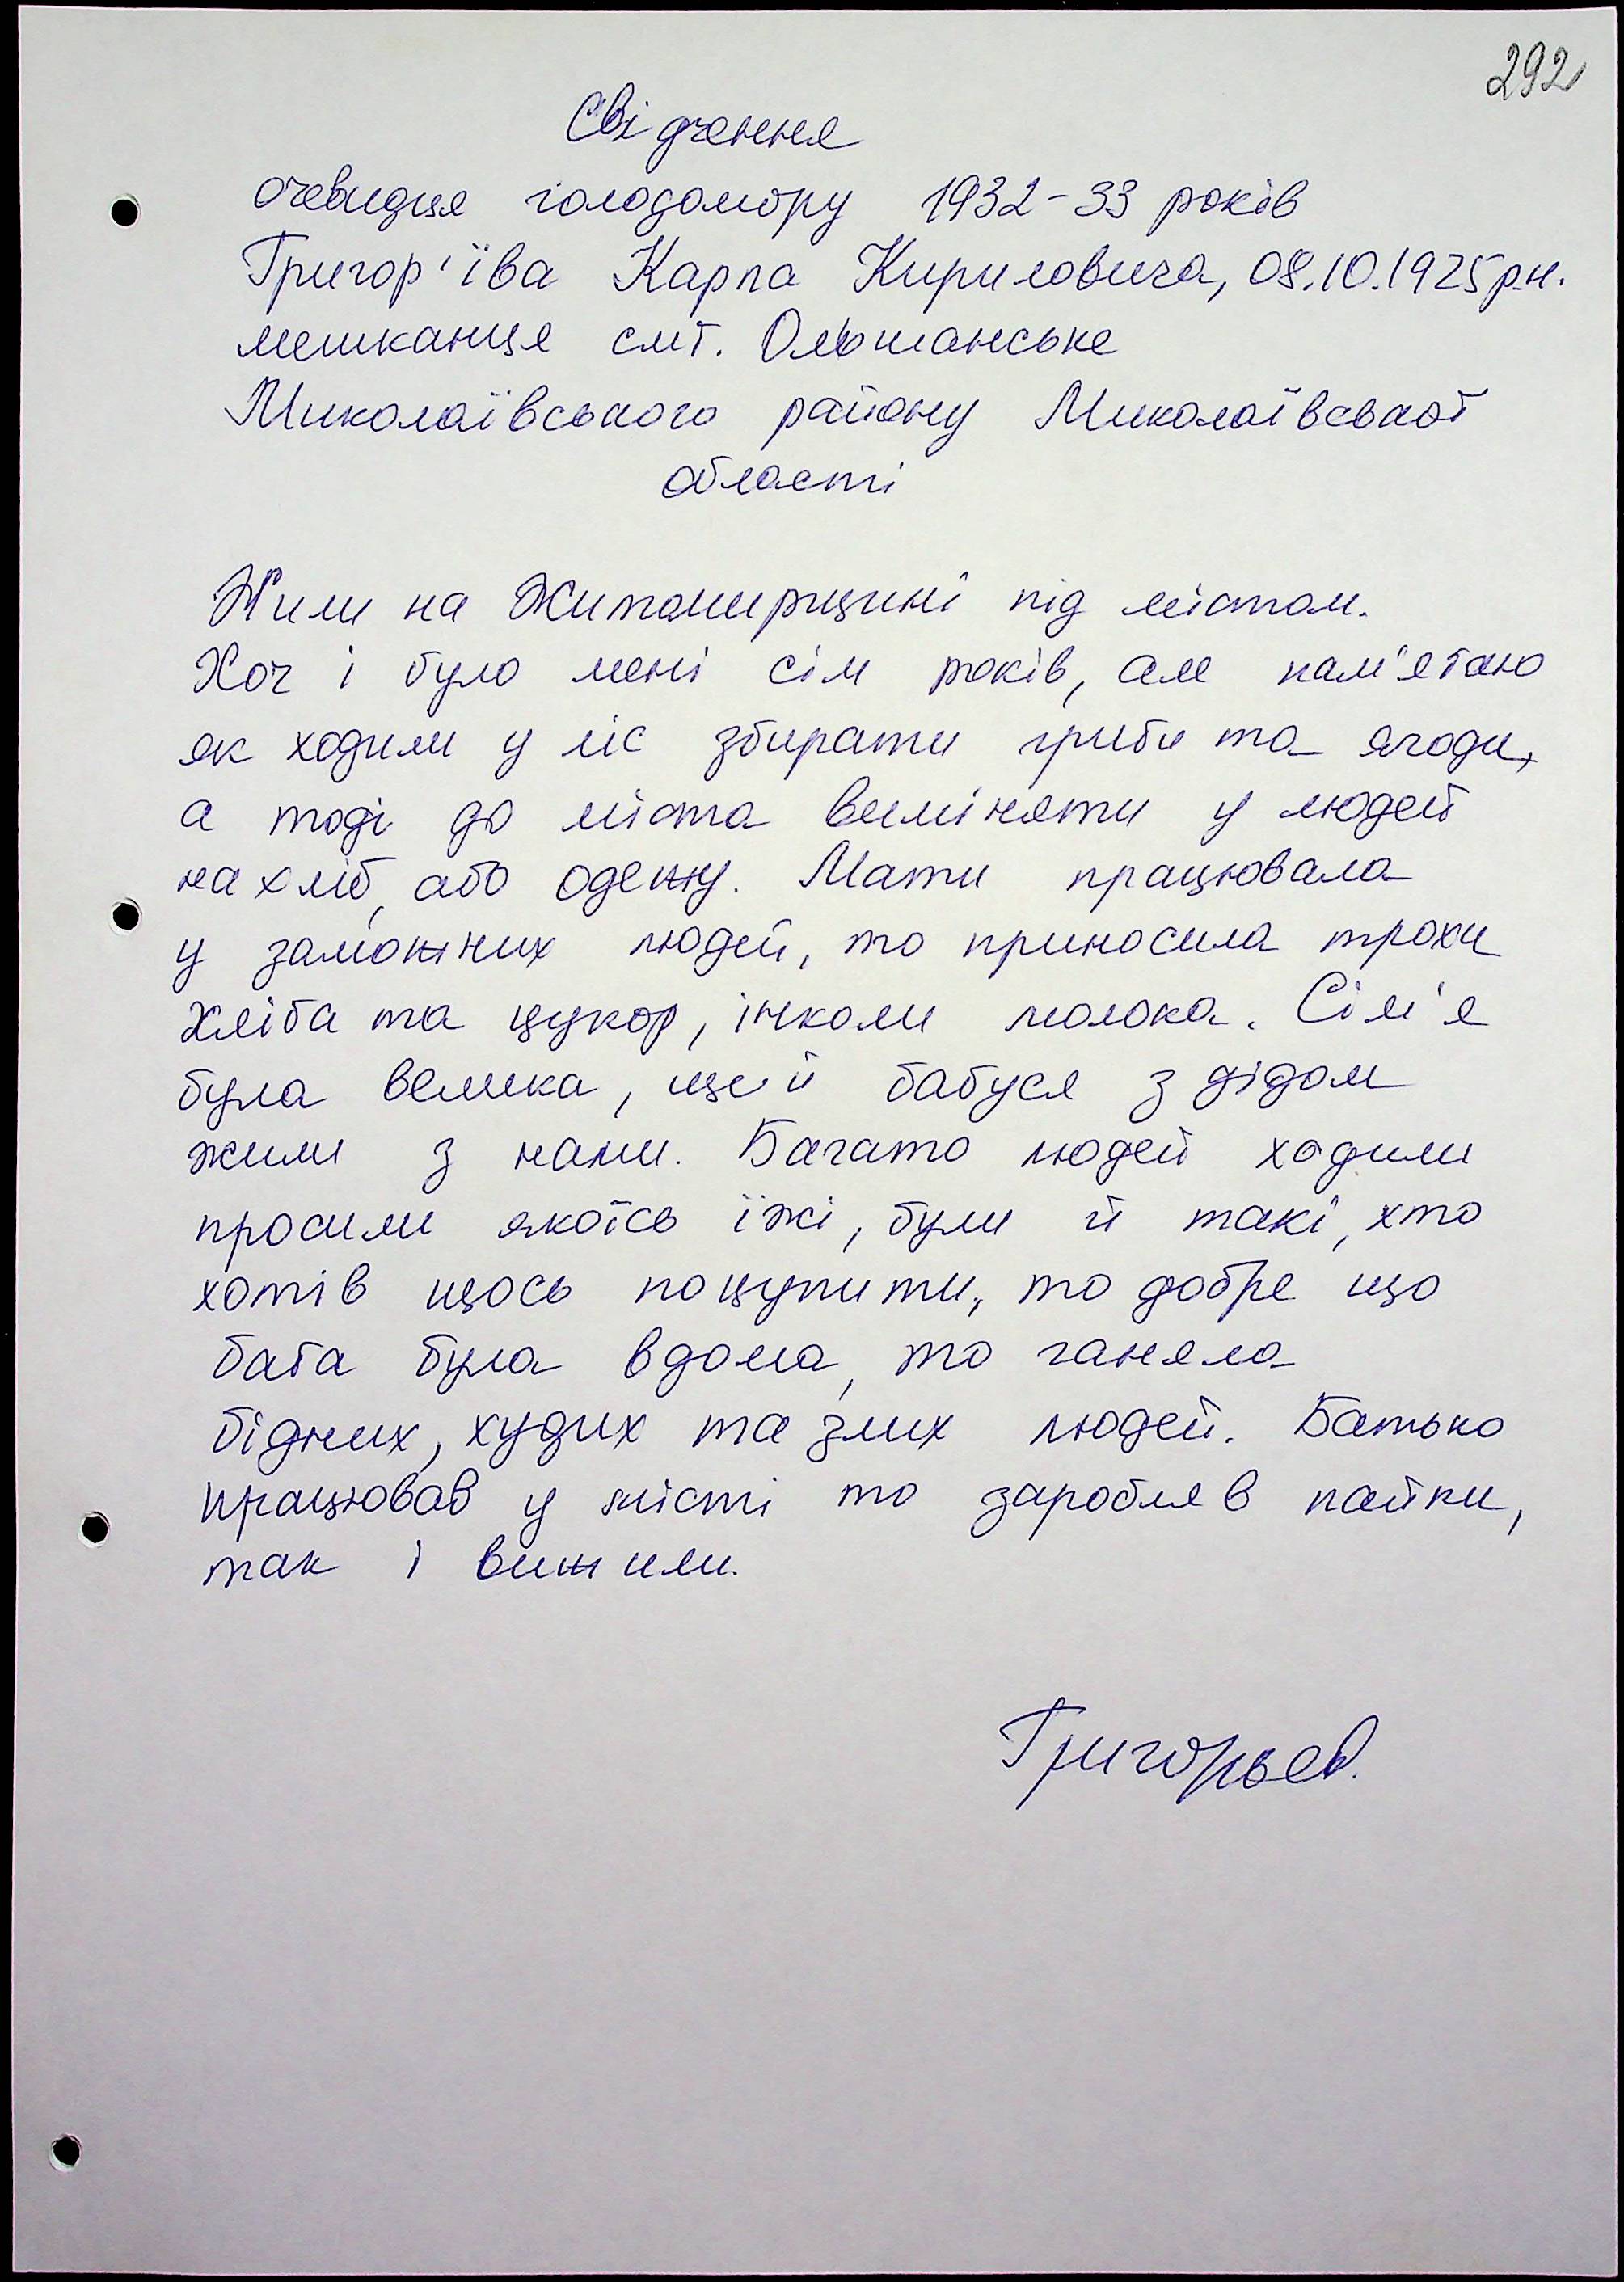 292
Свідчення
очевидця голодомору 1932-33 років
Григор'їва Карпа Кириловича, 08.10.1925р.н.
мешканця смт. Ольшанське
Миколаївського району Миколаївської
області
Жили на Житомирщині під містом.
Хоч і було мені сім років, але пам'ятаю
як ходили у ліс збирати гриби та ягоди,
а тоді до міста виміняти у людей
на хліб, або одежу. Мати працювала
у заможних людей, то приносила трохи
хліба та цукор, інколи молока. Сім'я
була велика, ще й бабуся з дідом
жили з нами. Багато людей ходили
просили якоїсь їжі, були й такі, хто
хотів щось поцупити, то добре що
баба була вдома, то ганяла
бідних, худих та злих людей. Батько
працював у місті то заробляв пайки,
так і вижили.
Григорьев.